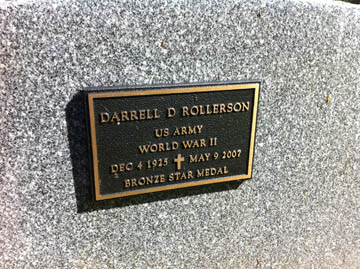 DARRELL D ROLLERSON
US ARMY
WORLD WAR II
DEC 4 1925 MAY 9 2007
BRONZE STAR MEDAL